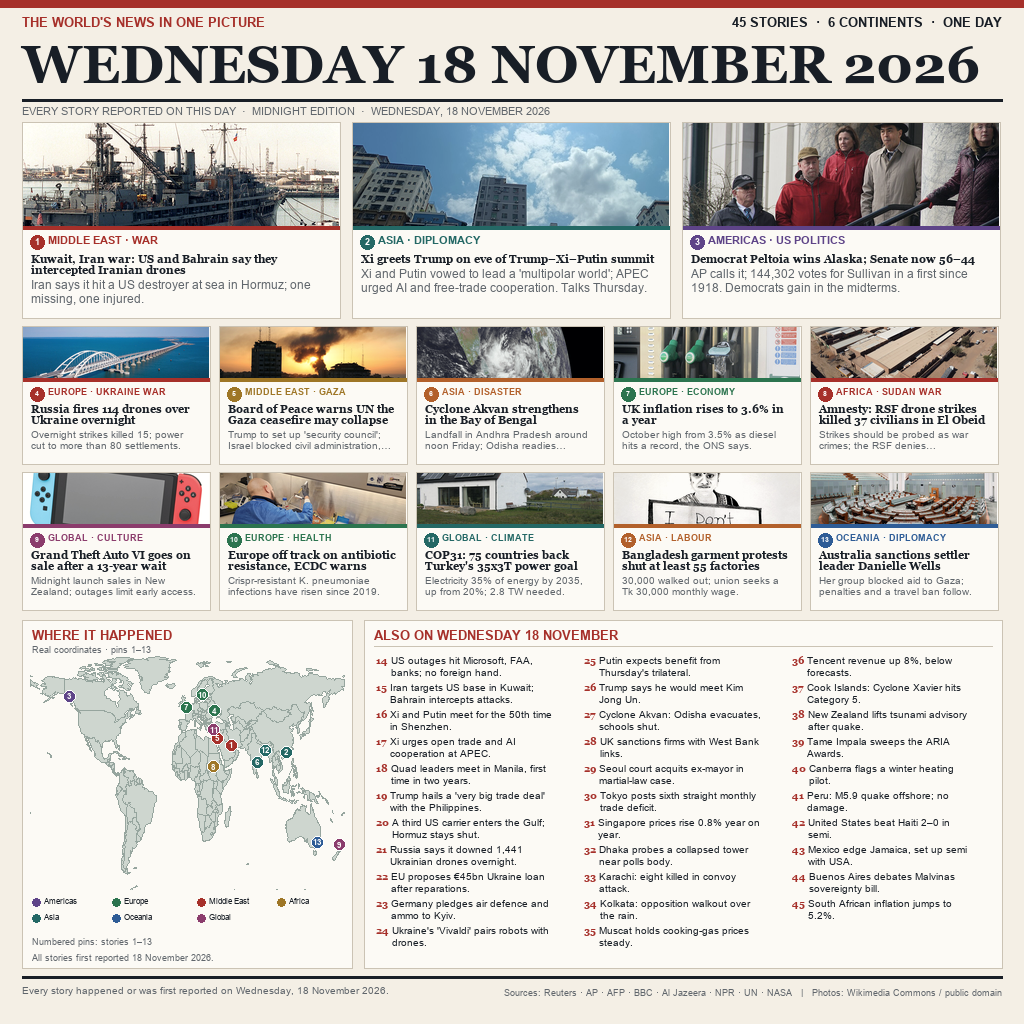 THE WORLD'S NEWS IN ONE PICTURE
45 STORIES · 6 CONTINENTS · ONE DAY
WEDNESDAY 18 NOVEMBER 2026
EVERY STORY REPORTED ON THIS DAY · MIDNIGHT EDITION · WEDNESDAY, 18 NOVEMBER 2026
1 MIDDLE EAST · WAR
Kuwait, Iran war: US and Bahrain say they
intercepted Iranian drones
Iran says it hit a US destroyer at sea in Hormuz; one
missing, one injured.
2 ASIA · DIPLOMACY
Xi greets Trump on eve of Trump–Xi–Putin summit
Xi and Putin vowed to lead a 'multipolar world'; APEC
urged AI and free-trade cooperation. Talks Thursday.
3 AMERICAS · US POLITICS
Democrat Peltoia wins Alaska; Senate now 56–44
AP calls it; 144,302 votes for Sullivan in a first since
1918. Democrats gain in the midterms.
4 EUROPE · UKRAINE WAR
Russia fires 114 drones over
Ukraine overnight
Overnight strikes killed 15; power
cut to more than 80 settlements.
MIDDLE EAST · GAZA
Board of Peace warns UN the
Gaza ceasefire may collapse
Trump to set up 'security council';
Israel blocked civil administration,...
6 ASIA · DISASTER
Cyclone Akvan strengthens
in the Bay of Bengal
Landfall in Andhra Pradesh around
noon Friday; Odisha readies...
7 EUROPE · ECONOMY
UK inflation rises to 3.6% in
a year
October high from 3.5% as diesel
hits a record, the ONS says.
8 AFRICA · SUDAN WAR
Amnesty: RSF drone strikes
killed 37 civilians in El Obeid
Strikes should be probed as war
crimes; the RSF denies...
9 GLOBAL · CULTURE
Grand Theft Auto VI goes on
sale after a 13-year wait
Midnight launch sales in New
Zealand; outages limit early access.
10 EUROPE · HEALTH
Europe off track on antibiotic
resistance, ECDC warns
Crispr-resistant K. pneumoniae
infections have risen since 2019.
11 GLOBAL · CLIMATE
COP31: 75 countries back
Turkey's 35x35 power goal
Electricity 35% of energy by 2035,
up from 20%; 2.8 TW needed.
I Don't
12 ASIA · LABOUR
Bangladesh garment protests
shut at least 55 factories
30,000 walked out; union seeks a
Tk 30,000 monthly wage.
13 OCEANIA · DIPLOMACY
Australia sanctions settler
leader Danielle Wells
Her group blocked aid to Gaza;
penalties and a travel ban follow.
WHERE IT HAPPENED
Real coordinates · pins 1–13
3
10
7
4
11
5
1
12
2
6
8
13
9
Americas
Europe
Middle East
Africa
Asia
Oceania
Global
Numbered pins: stories 1–13
All stories first reported 18 November 2026.
ALSO ON WEDNESDAY 18 NOVEMBER
14 US outages hit Microsoft, FAA,
banks; no foreign hand.
15 Iran targets US base in Kuwait;
Bahrain intercepts attacks.
16 Xi and Putin meet for the 50th time
in Shenzhen.
17 Xi urges open trade and AI
cooperation at APEC.
18 Quad leaders meet in Manila, first
time in two years.
19 Trump hails a 'very big trade deal'
with the Philippines.
20 A third US carrier enters the Gulf;
Hormuz stays shut.
21 Russia says it downed 1,441
Ukrainian drones overnight.
22 EU proposes €45bn Ukraine loan
after reparations.
23 Germany pledges air defence and
ammo to Kyiv.
24 Ukraine's 'Vivaldi' pairs robots with
drones.
25 Putin expects benefit from
Thursday's trilateral.
26 Trump says he would meet Kim
Jong Un.
27 Cyclone Akvan: Odisha evacuates,
schools shut.
28 UK sanctions firms with West Bank
links.
29 Seoul court acquits ex-mayor in
martial-law case.
30 Tokyo posts sixth straight monthly
trade deficit.
31 Singapore prices rise 0.8% year on
year.
32 Dhaka probes a collapsed tower
near polls body.
33 Karachi: eight killed in convoy
attack.
34 Kolkata: opposition walkout over
the rain.
35 Muscat holds cooking-gas prices
steady.
36 Tencent revenue up 8%, below
forecasts.
37 Cook Islands: Cyclone Xavier hits
Category 5.
38 New Zealand lifts tsunami advisory
after quake.
39 Tame Impala sweeps the ARIA
Awards.
40 Canberra flags a winter heating
pilot.
41 Peru: M5.9 quake offshore; no
damage.
42 United States beat Haiti 2–0 in
semi.
43 Mexico edge Jamaica, set up semi
with USA.
44 Buenos Aires debates Malvinas
sovereignty bill.
45 South African inflation jumps to
5.2%.
Every story happened or was first reported on Wednesday, 18 November 2026.
Sources: Reuters · AP · AFP · BBC · Al Jazeera · NPR · UN · NASA | Photos: Wikimedia Commons / public domain